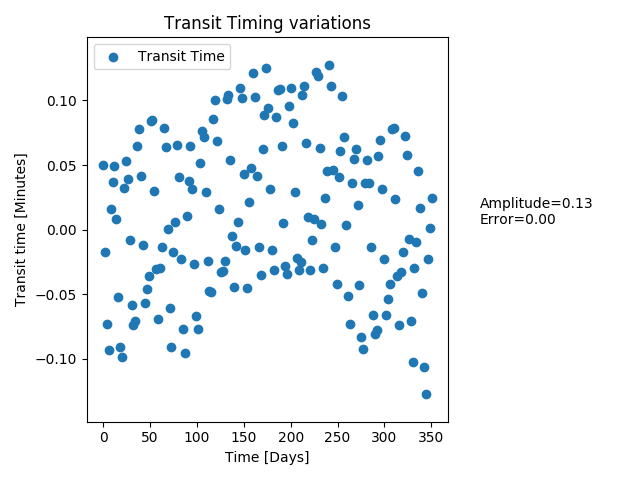 Transit Timing variations
Transit Time
0.10
0.05
0.00
−0.05
−0.10
Transit time [Minutes]
0 50 100 150 200 250 300 350
Time [Days]
Amplitude=0.13
Error=0.00